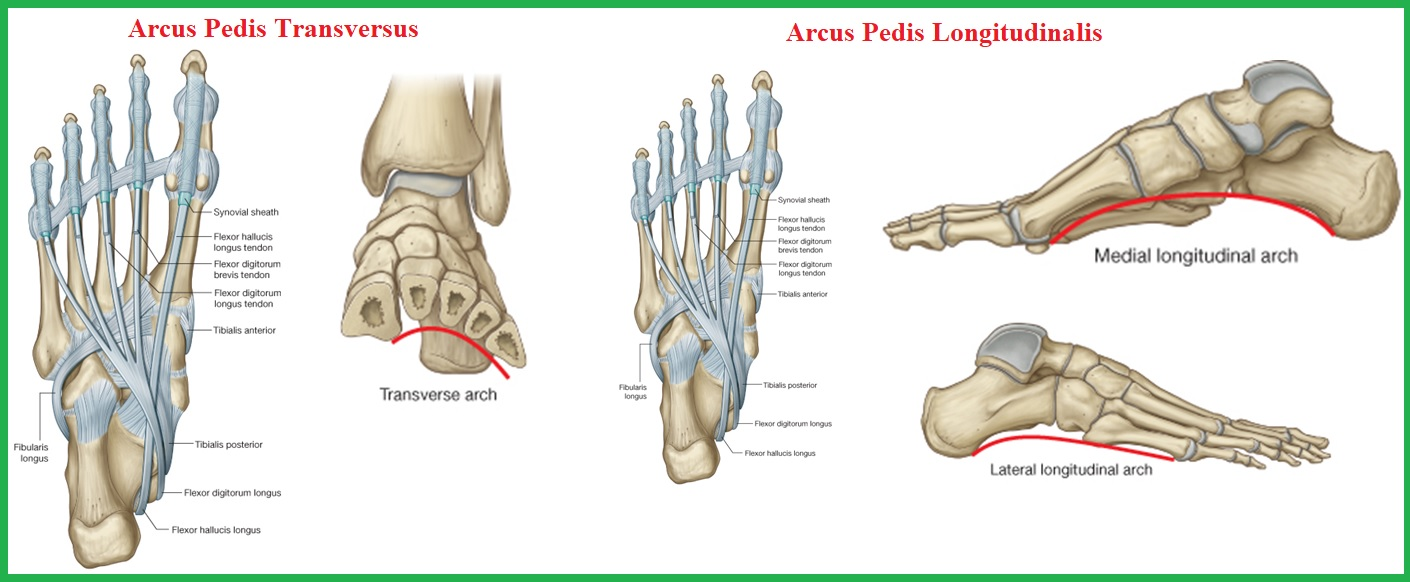 Arcus Pedis Transversus
Synovial sheath
Flexor hallucis
longus tendon
Flexor digitorum
brevis tendon
Flexor digitorum
longus tendon
Tibialis anterior
Fibularis
longus
Tibialis posterior
Flexor digitorum longus
Flexor hallucis longus
Transverse arch
Arcus Pedis Longitudinalis
Synovial sheath
Flexor hallucis
longus tendon
Flexor digitorum
brevis tendon
Flexor digitorum
longus tendon
Tibialis anterior
Fibularis
longus
Tibialis posterior
Flexor digitorum longus
Flexor hallucis longus
Medial longitudinal arch
Lateral longitudinal arch